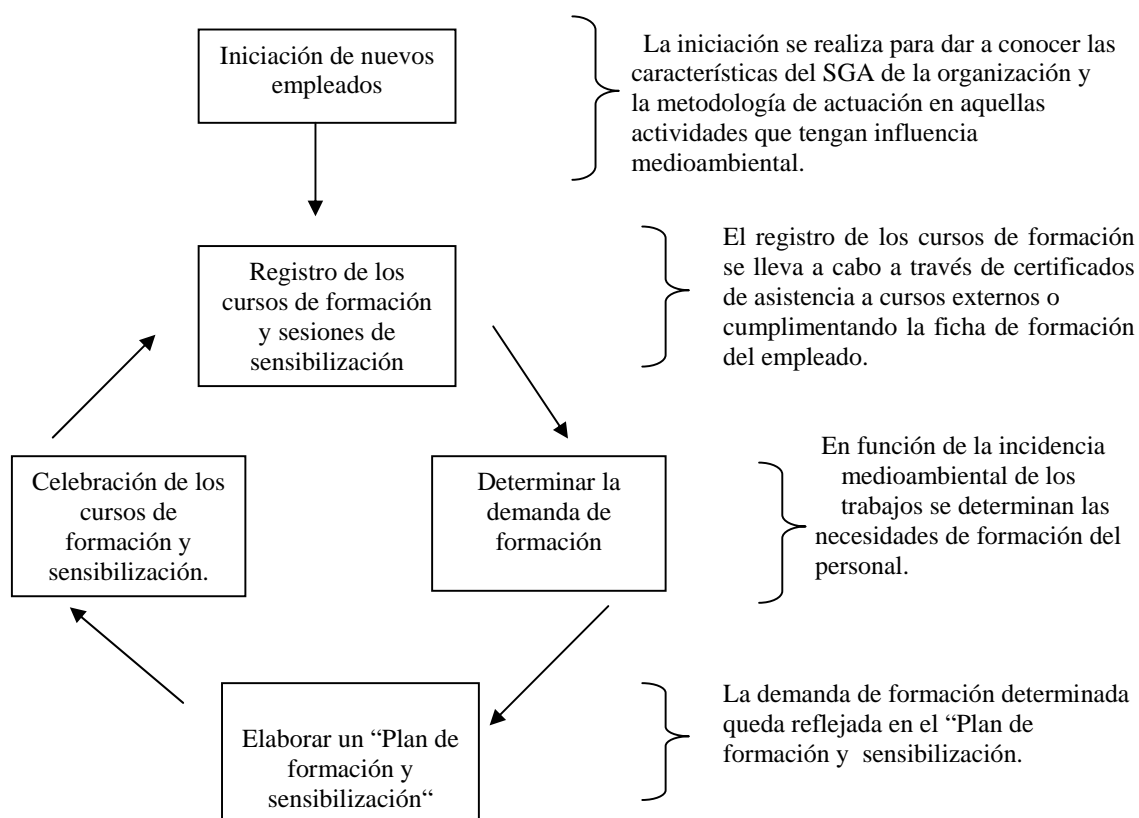 Iniciación de nuevos
empleados
La iniciación se realiza para dar a conocer las
características del SGA de la organización y
la metodología de actuación en aquellas
actividades que tengan influencia
medioambiental.
Registro de los
cursos de formación
y sesiones de
sensibilización
El registro de los cursos de formación
se lleva a cabo a través de certificados
de asistencia a cursos externos o
cumplimentando la ficha de formación
del empleado.
Celebración de los
cursos de
formación y
sensibilización.
Determinar la
demanda de
formación
En función de la incidencia
medioambiental de los
trabajos se determinan las
necesidades de formación del
personal.
Elaborar un “Plan de
formación y
sensibilización“
La demanda de formación determinada
queda reflejada en el “Plan de
formación y sensibilización.